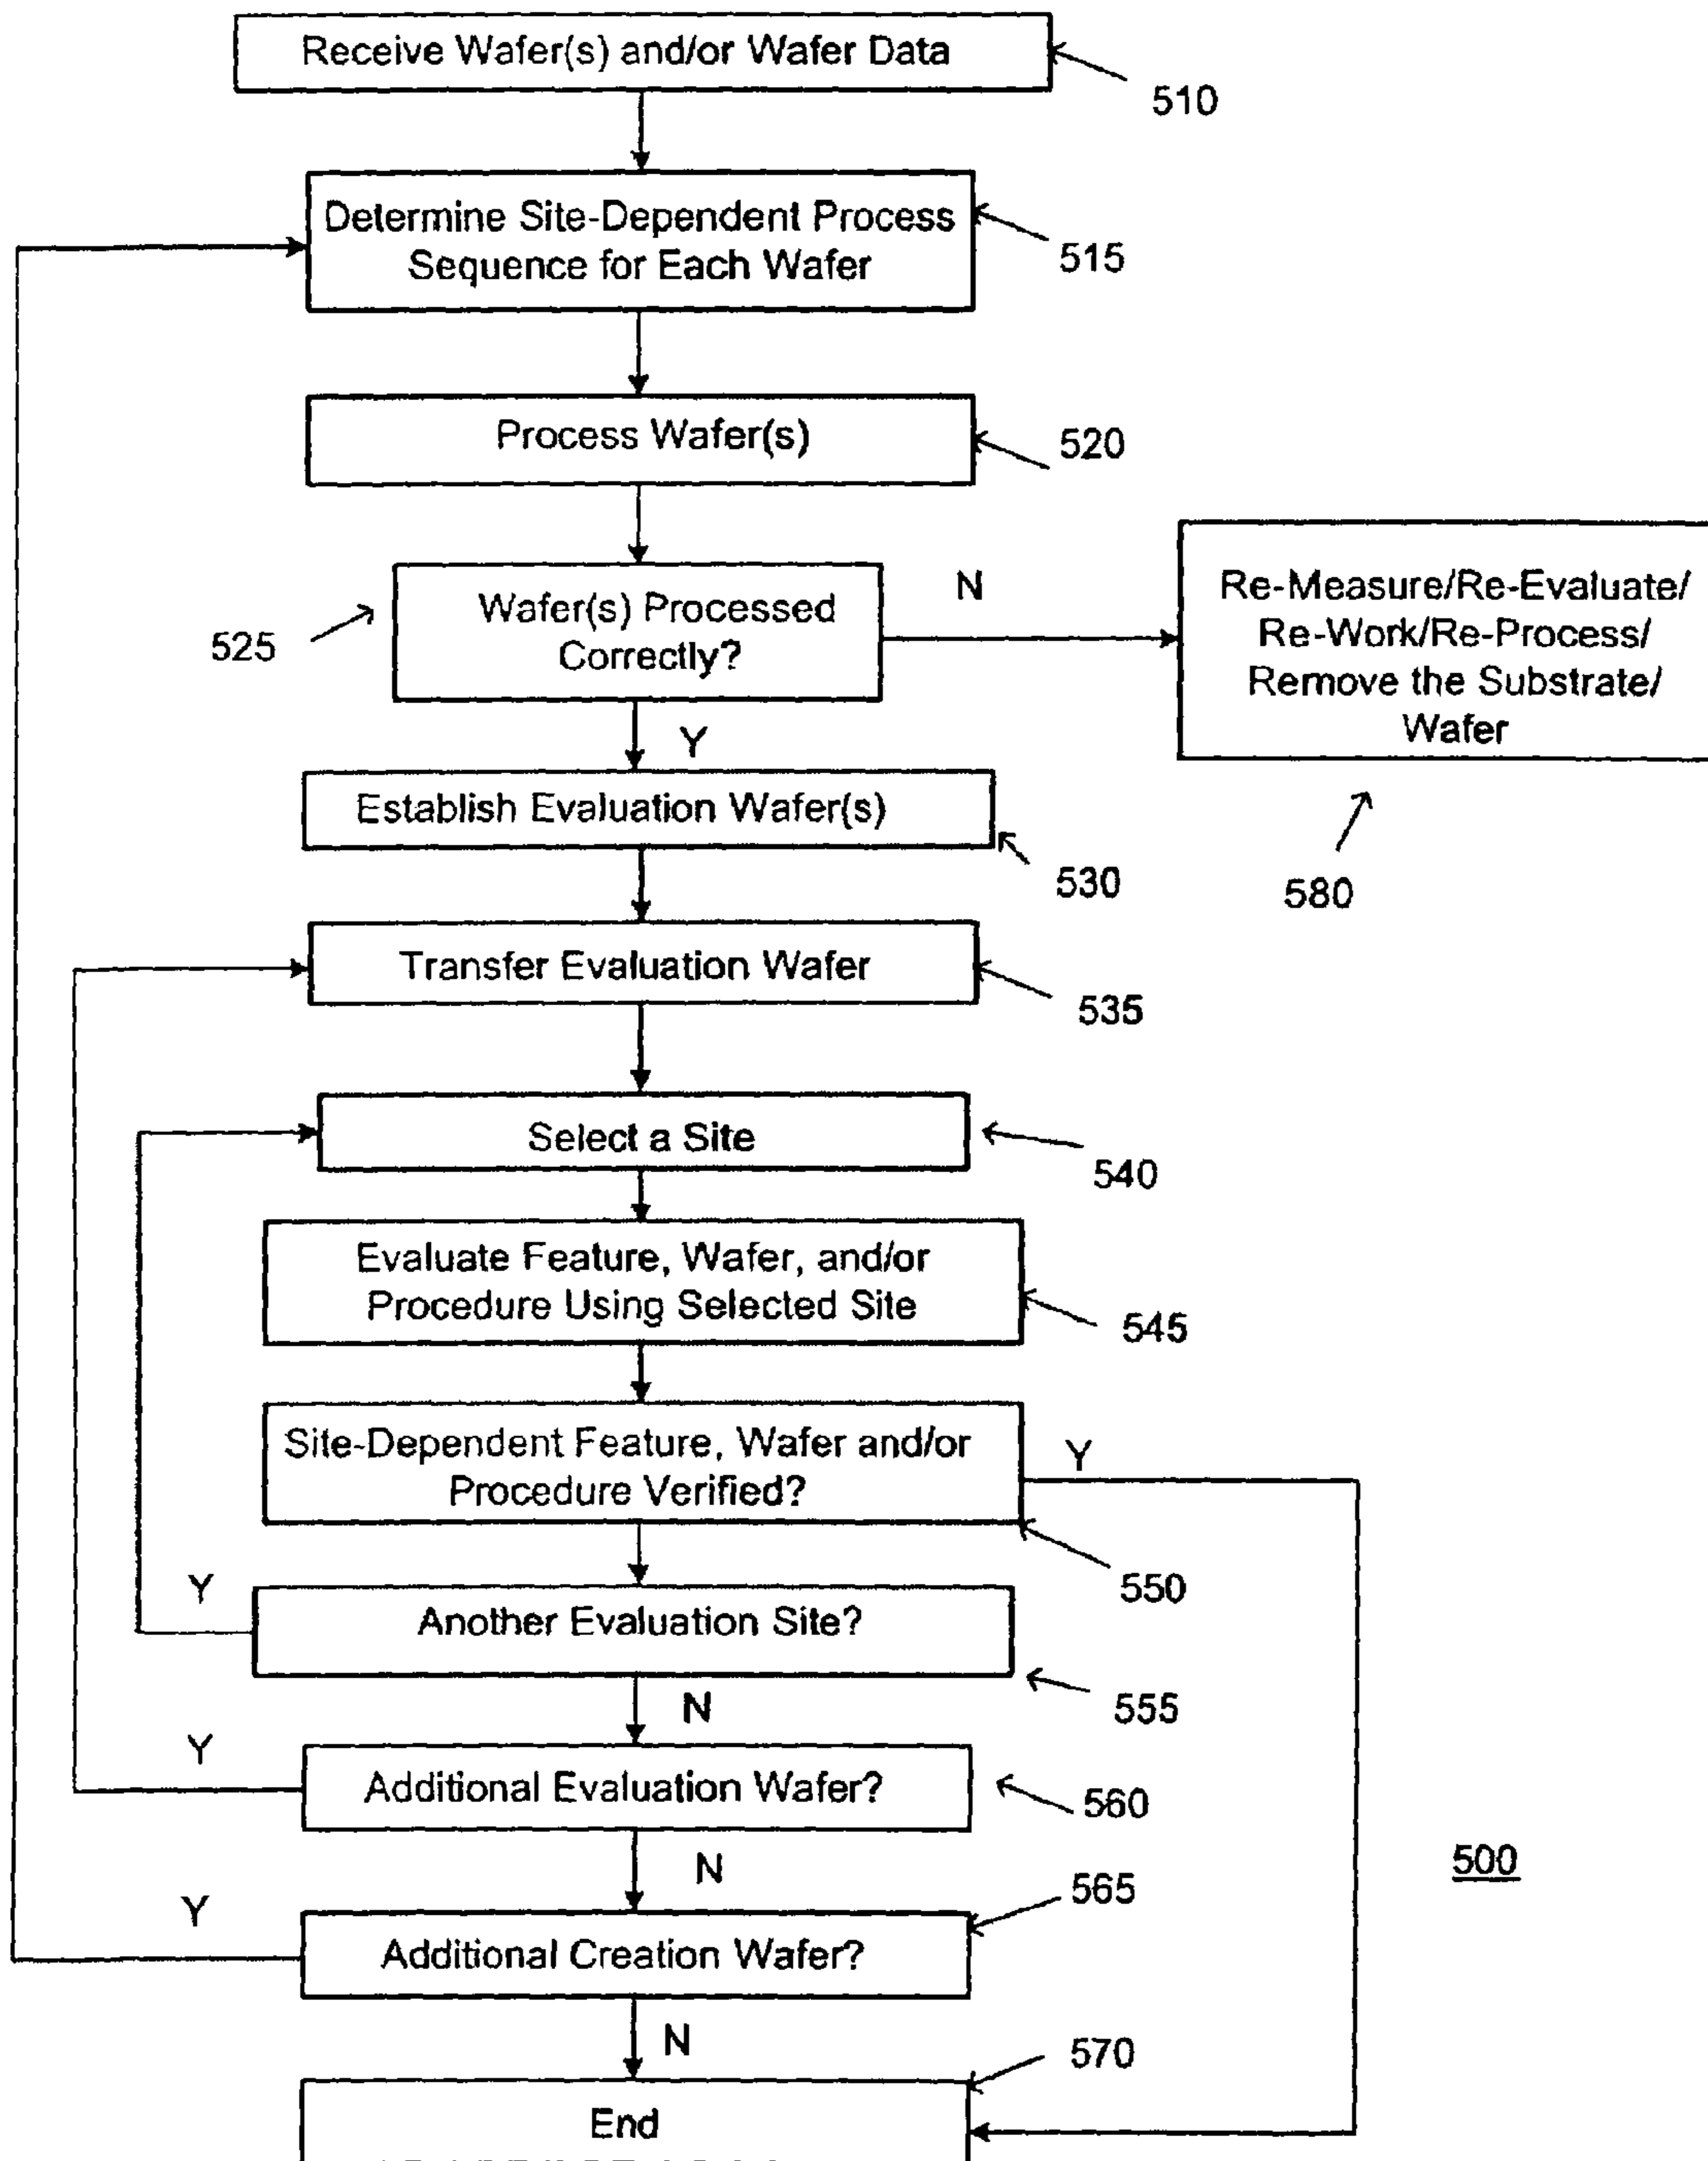 Receive Wafer(s) and/or Wafer Data
510
Determine Site-Dependent Process
Sequence for Each Wafer
515
Process Wafer(s)
520
Wafer(s) Processed
Correctly?
525
N
Re-Measure/Re-Evaluate/
Re-Work/Re-Process/
Remove the Substrate/
Wafer
580
Y
Establish Evaluation Wafer(s)
530
Transfer Evaluation Wafer
535
Select a Site
540
Evaluate Feature, Wafer, and/or
Procedure Using Selected Site
545
Site-Dependent Feature, Wafer and/or
Procedure Verified?
Y
550
Y
Another Evaluation Site?
555
N
Y
Additional Evaluation Wafer?
560
N
500
Y
Additional Creation Wafer?
565
N
570
End